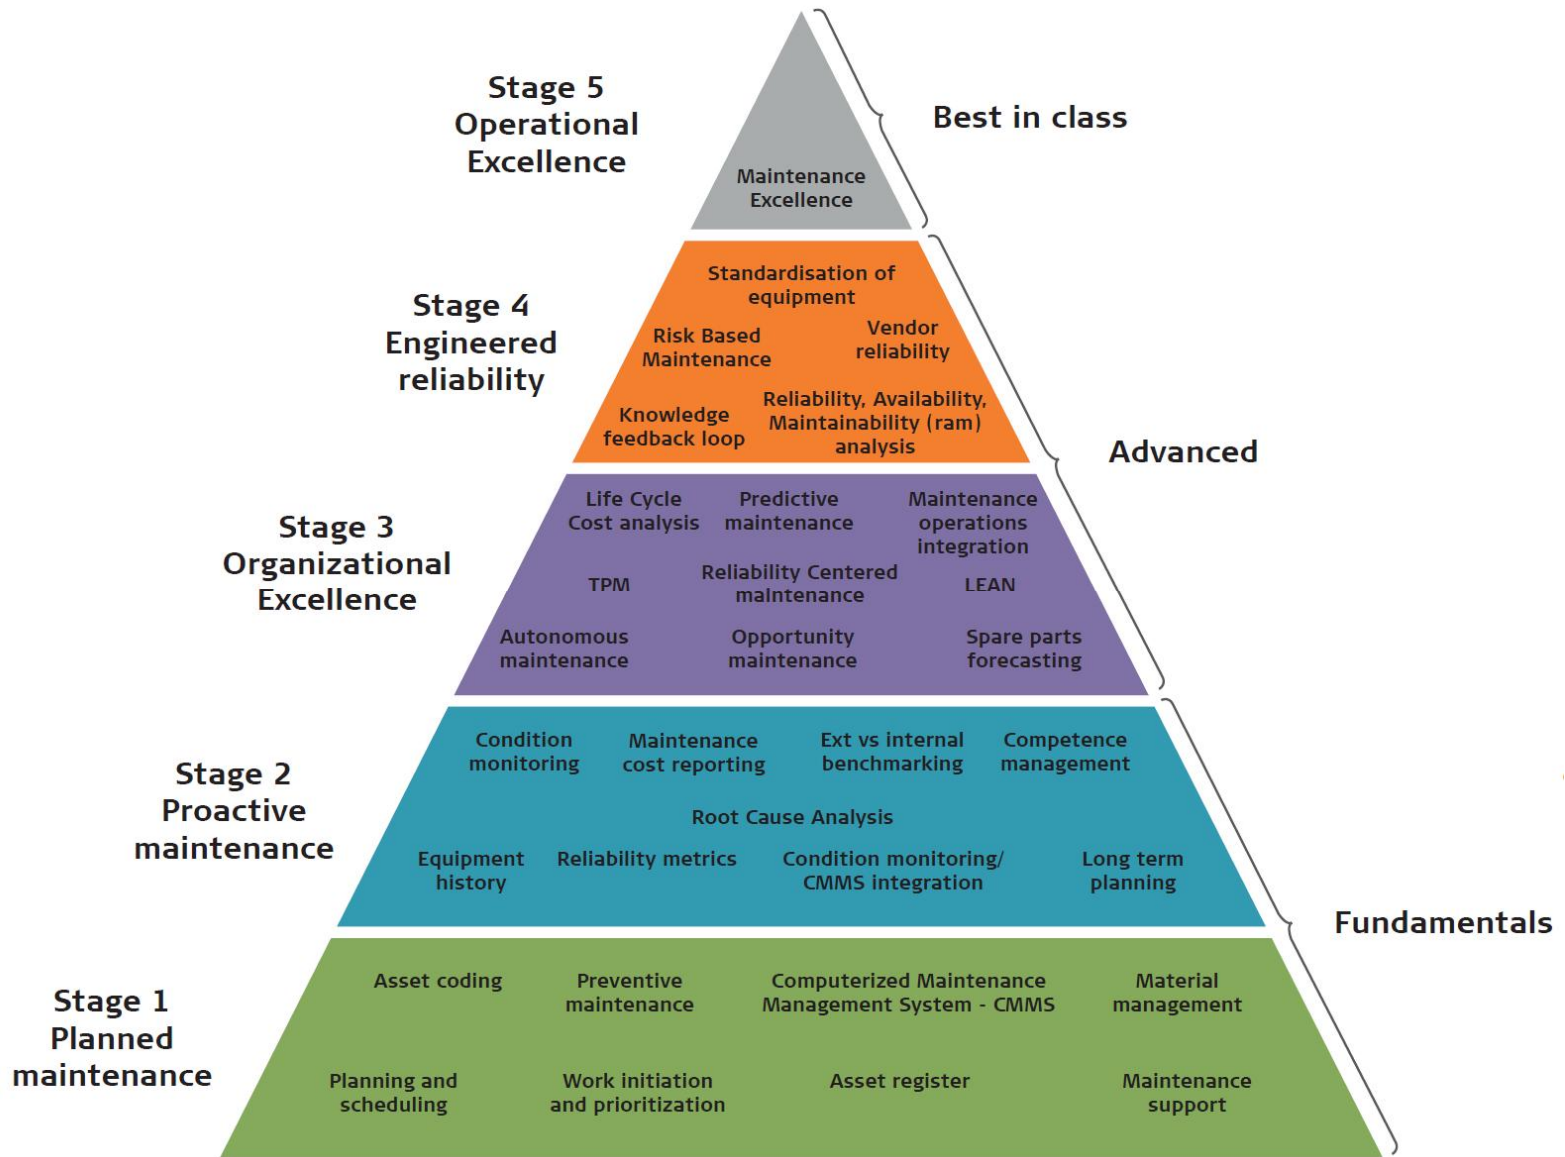 Stage 5
Operational
Excellence
Best in class
Maintenance
Excellence
Stage 4
Engineered
reliability
Standardisation of
equipment
Risk Based
Maintenance
Vendor
reliability
Knowledge
feedback loop
Reliability, Availability,
Maintainability (ram)
analysis
Advanced
Stage 3
Organizational
Excellence
Life Cycle
Cost analysis
Predictive
maintenance
Maintenance
operations
integration
TPM
Reliability Centered
maintenance
LEAN
Autonomous
maintenance
Opportunity
maintenance
Spare parts
forecasting
Stage 2
Proactive
maintenance
Condition
monitoring
Maintenance
cost reporting
Ext vs internal
benchmarking
Competence
management
Root Cause Analysis
Equipment
history
Reliability metrics
Condition monitoring/
CMMS integration
Long term
planning
Fundamentals
Stage 1
Planned
maintenance
Asset coding
Preventive
maintenance
Computerized Maintenance
Management System - CMMS
Material
management
Planning and
scheduling
Work initiation
and prioritization
Asset register
Maintenance
support